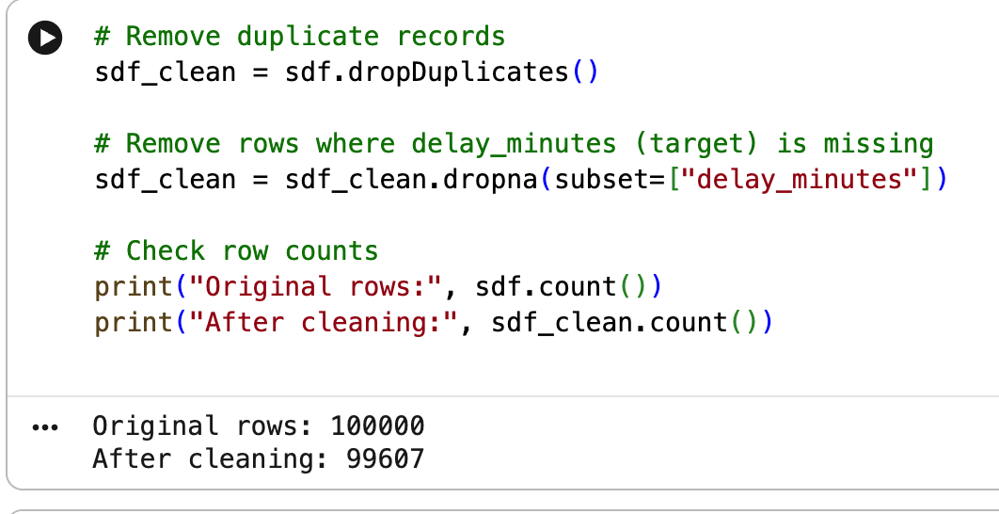 # Remove duplicate records
sdf_clean = sdf.dropDuplicates()
# Remove rows where delay_minutes (target) is missing
sdf_clean = sdf_clean.dropna(subset=["delay_minutes"])
# Check row counts
print("Original rows:", sdf.count())
print("After cleaning:", sdf_clean.count())
Original rows: 100000
After cleaning: 99607